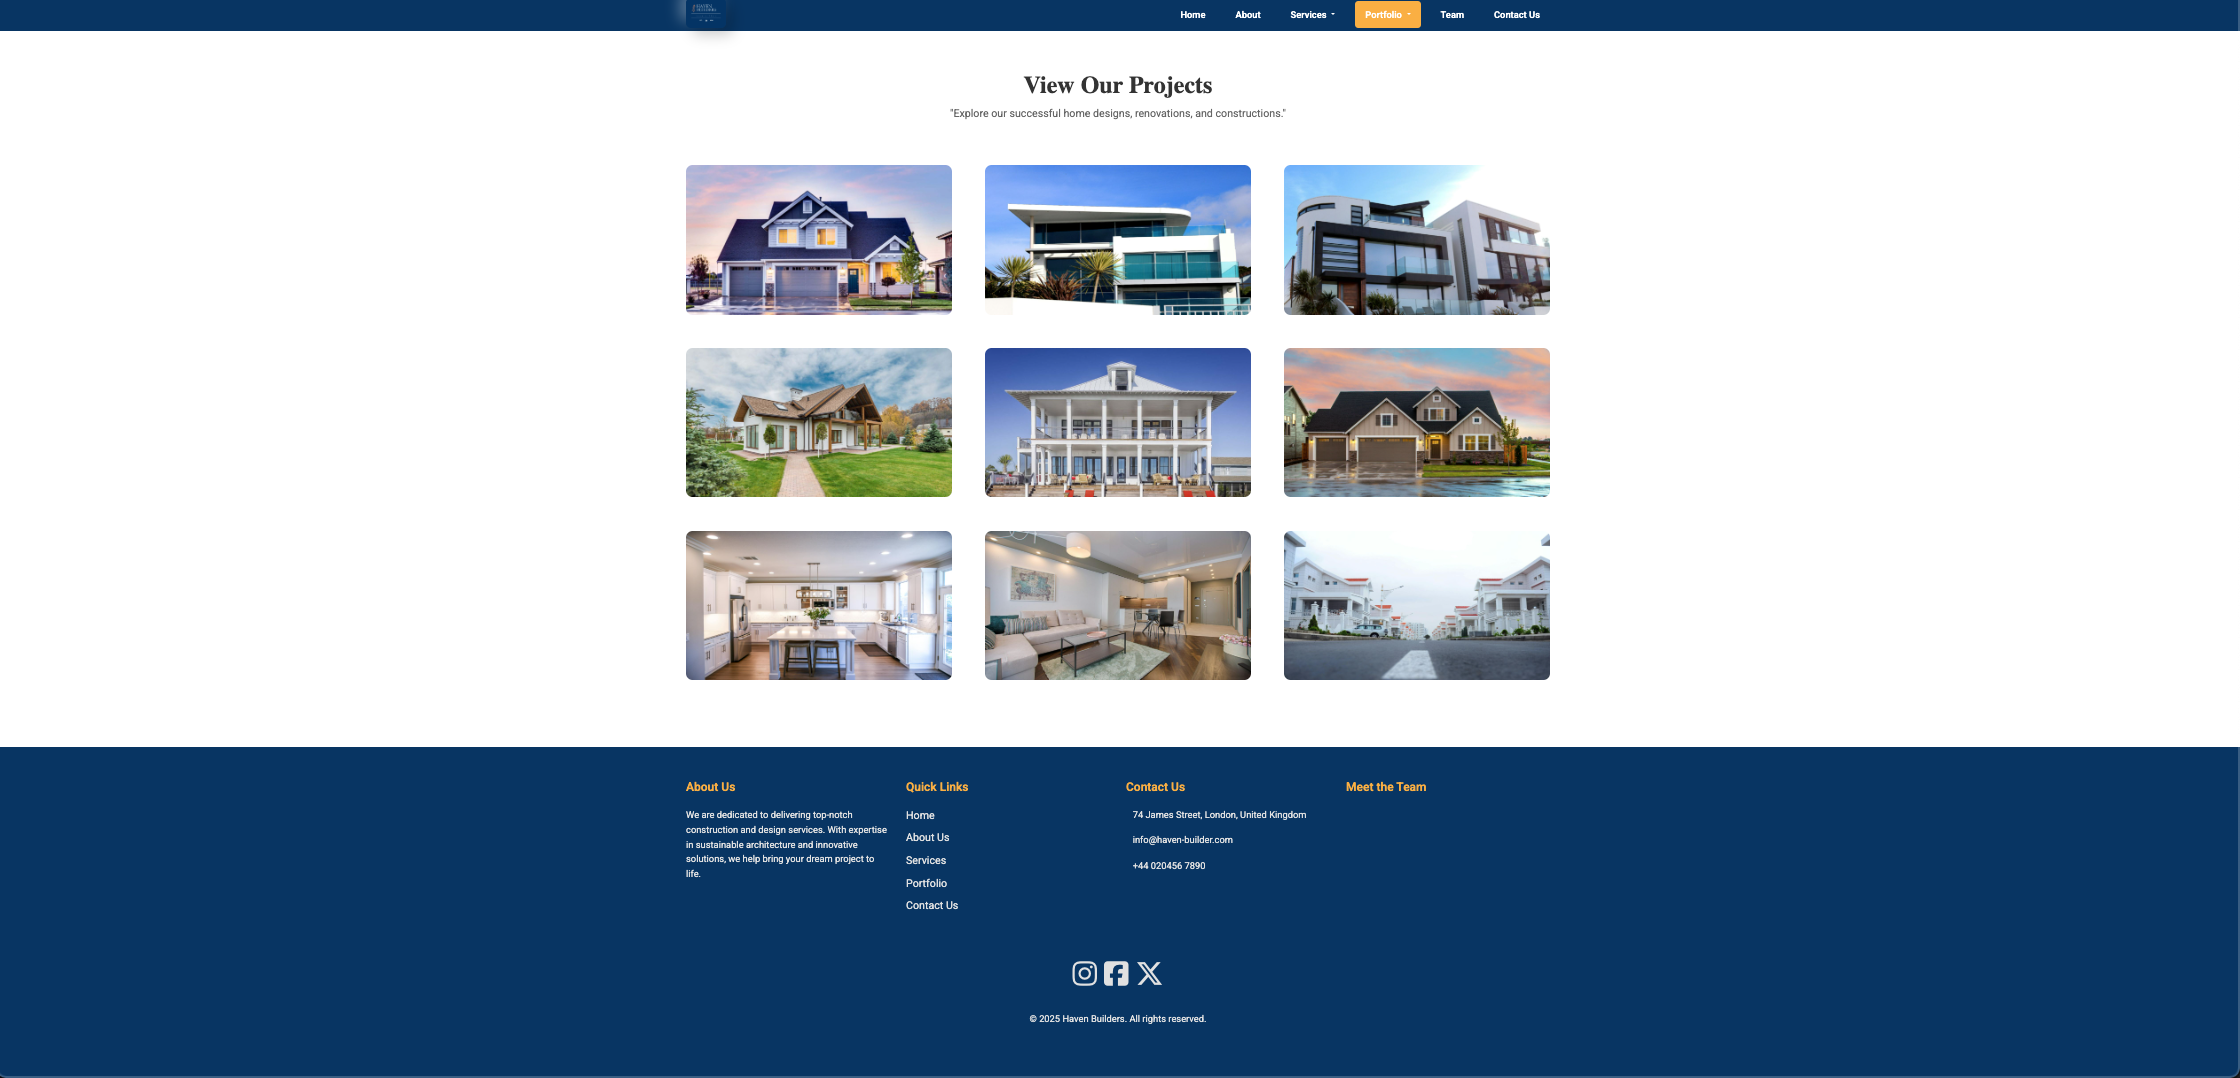 HAVEN
BUILDERS
Home About Services Portfolio Team Contact Us
View Our Projects
"Explore our successful home designs, renovations, and constructions."
About Us
We are dedicated to delivering top-notch
construction and design services. With expertise
in sustainable architecture and innovative
solutions, we help bring your dream project to
life.
Quick Links
Home
About Us
Services
Portfolio
Contact Us
Contact Us
74 James Street, London, United Kingdom
info@haven-builder.com
+44 020456 7890
Meet the Team
© 2025 Haven Builders. All rights reserved.